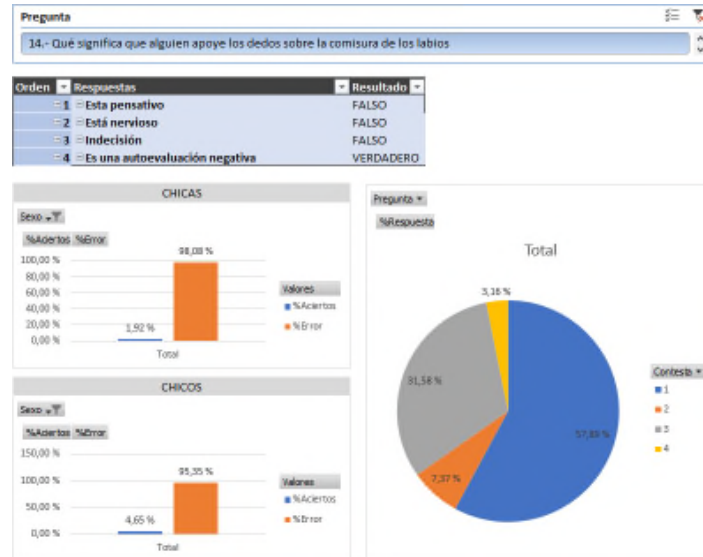 Pregunta
14.- Qué significa que alguien apoye los dedos sobre la comisura de los labios
Orden Respuestas Resultado
1 Esta pensativo FALSO
2 Está nervioso FALSO
3 Indecisión FALSO
4 Es una autoevaluación negativa VERDADERO
CHICAS
Sexo
%Aciertos %Error
98,08 %
100,00 %
80,00 %
60,00 %
40,00 %
20,00 %
0,00 %
1,92 %
Total
Valores
%Aciertos
%Error
CHICOS
Sexo
%Aciertos %Error
150,00 %
100,00 %
50,00 %
0,00 %
95,35 %
4,65 %
Total
Valores
%Aciertos
%Error
Pregunta
%Respuesta
Total
3,16 %
31,58 %
57,89 %
7,37 %
Contesta
1
2
3
4